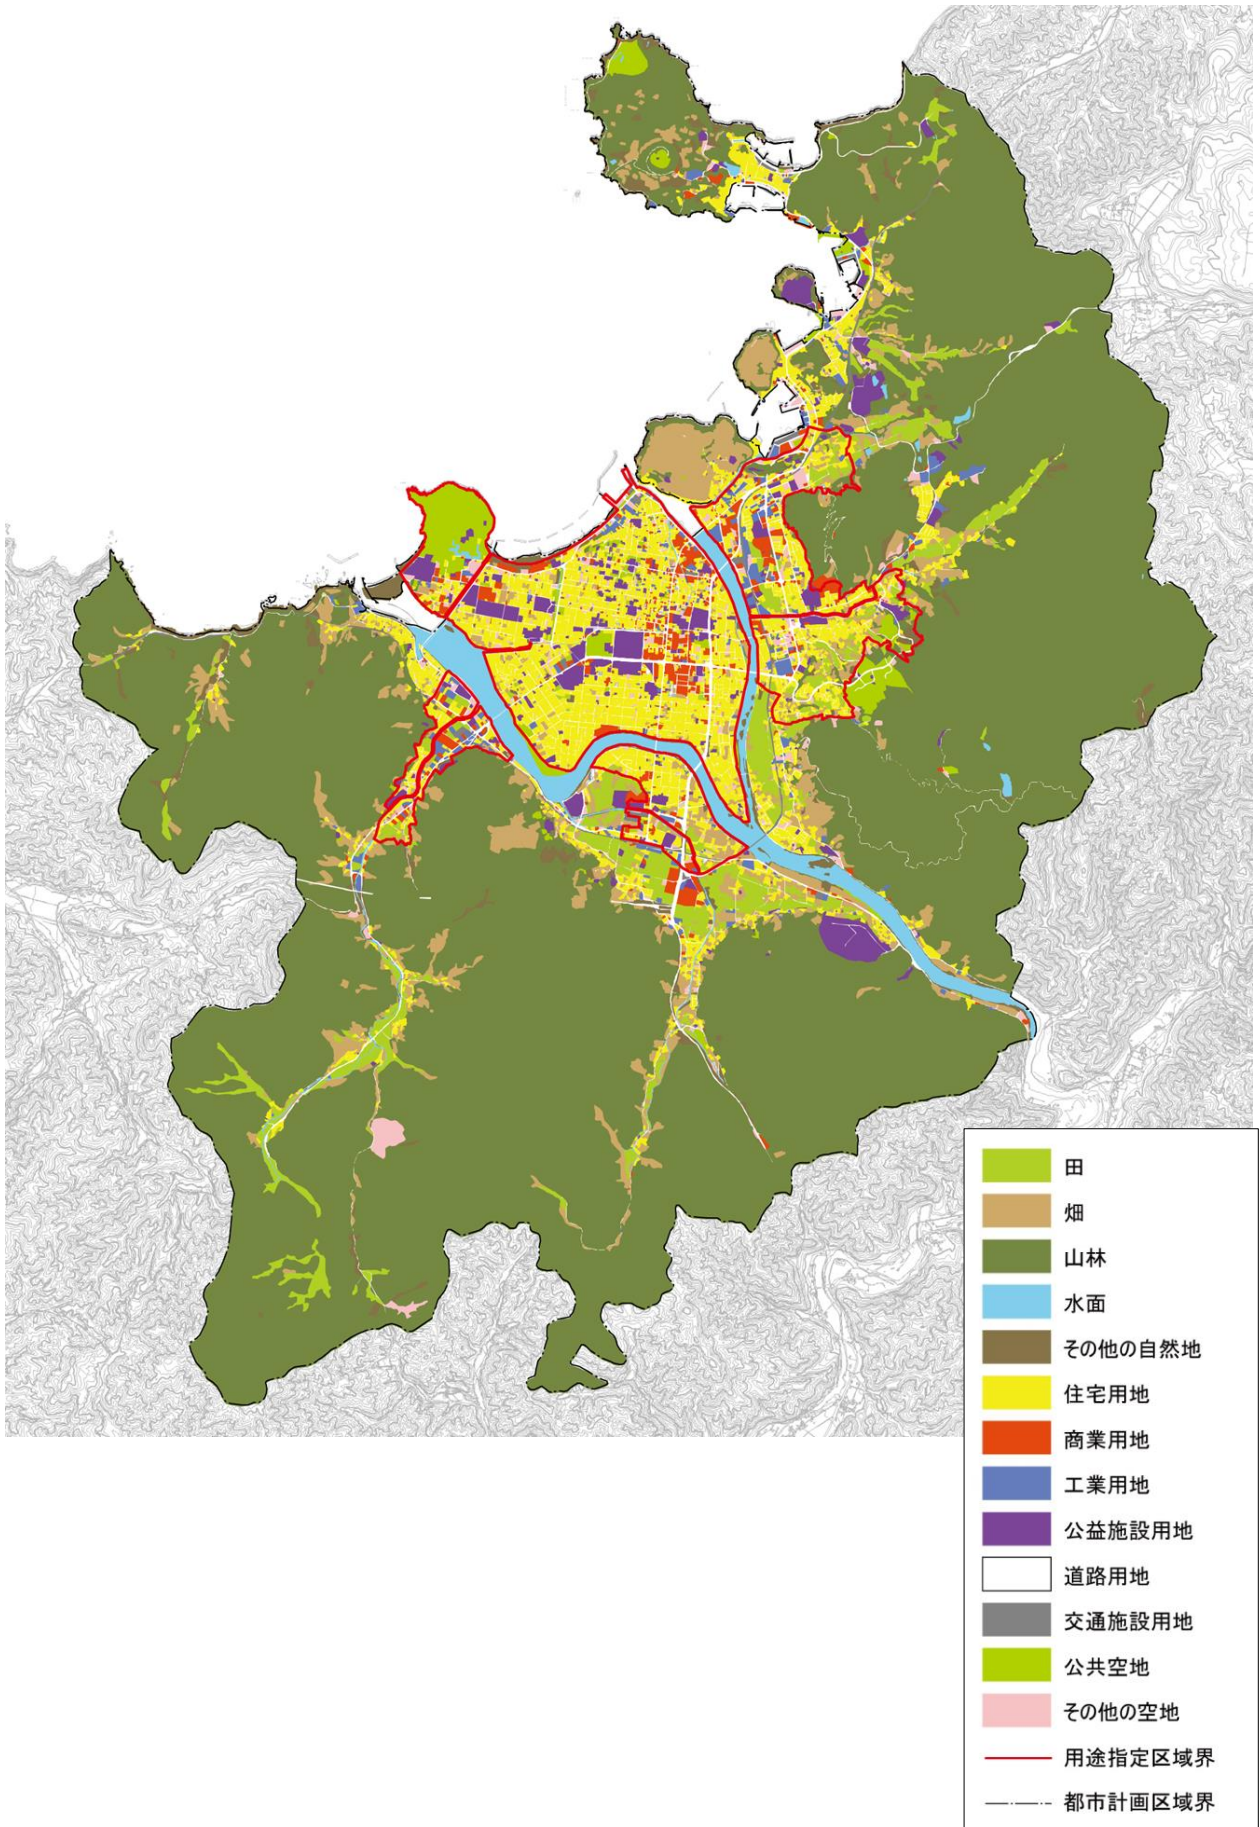 田
畑
山林
水面
その他の自然地
住宅用地
商業用地
工業用地
公益施設用地
道路用地
交通施設用地
公共空地
その他の空地
用途指定区域界
都市計画区域界